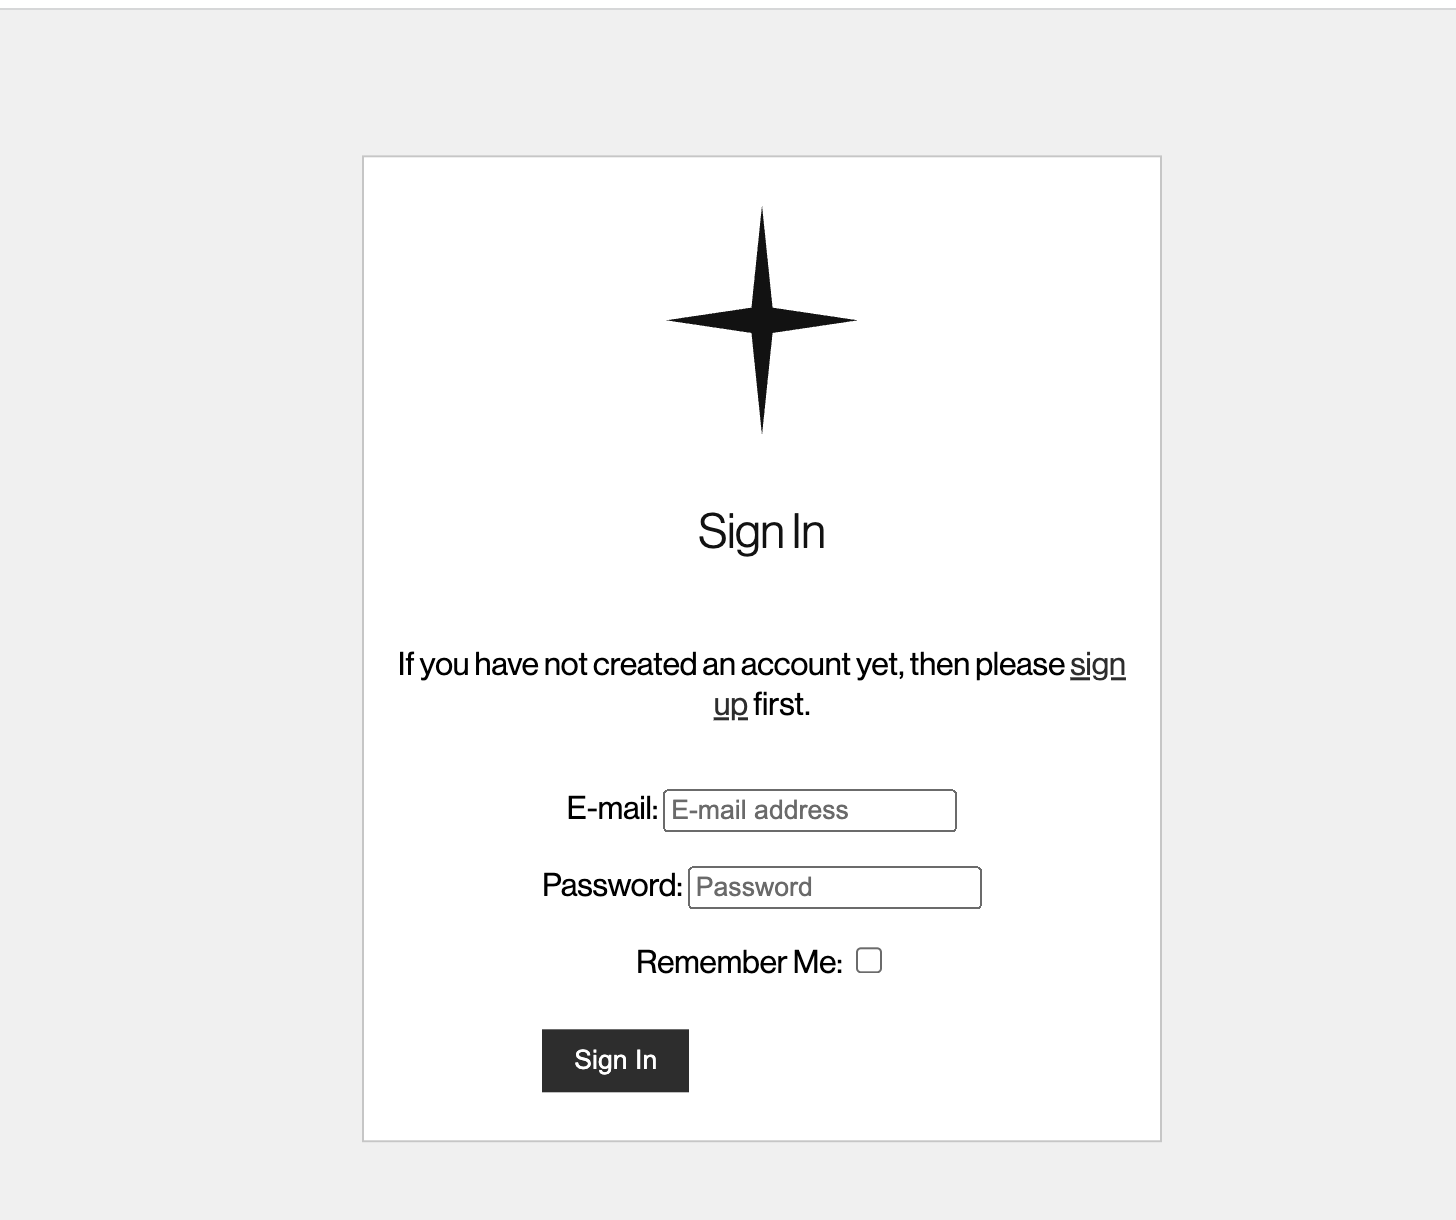 Sign In
If you have not created an account yet, then please sign
up first.
E-mail: E-mail address
Password: Password
Remember Me:
Sign In